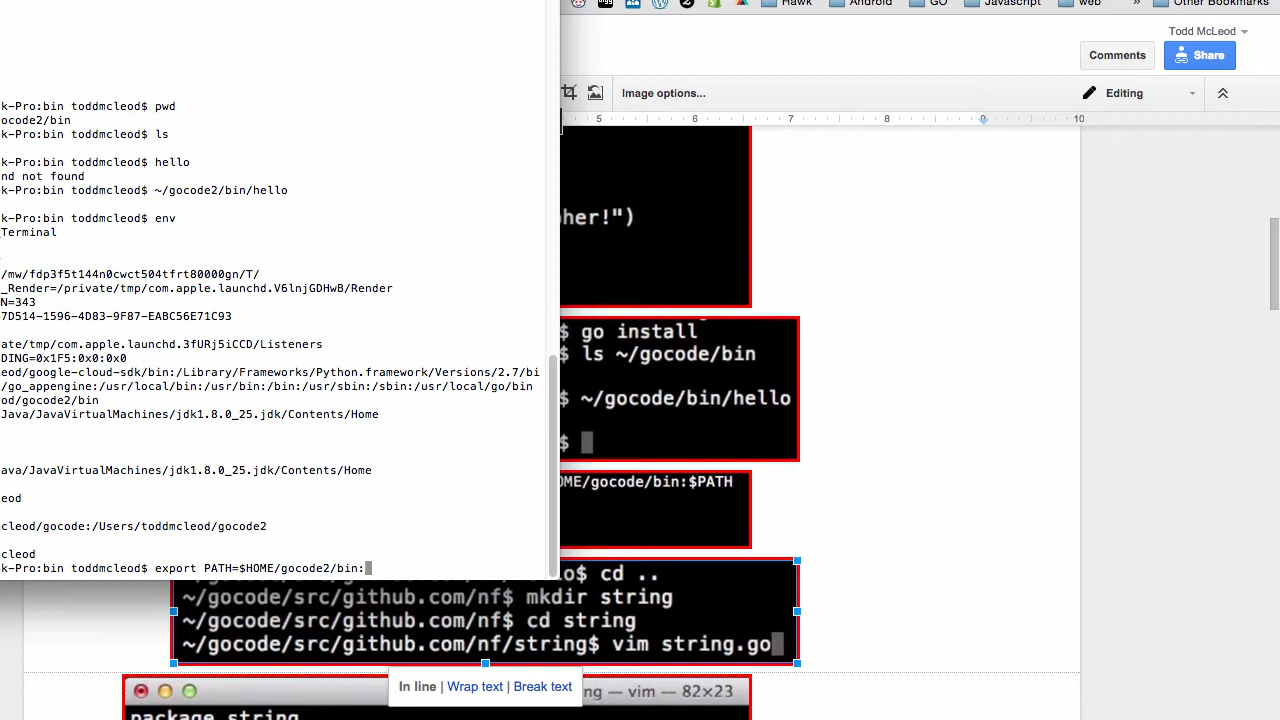 Hawk
Android
GO
Javascript
web
»
Other Bookmarks
Todd McLeod
Comments
Share
Image options...
Editing
5 6 7 8 9 10
k-Pro:bin toddmcleod$ pwd
ocode2/bin
k-Pro:bin toddmcleod$ ls
k-Pro:bin toddmcleod$ hello
nd not found
k-Pro:bin toddmcleod$ ~/gocode2/bin/hello
k-Pro:bin toddmcleod$ env
_Terminal
/mw/fdp3f5t144n0cwct504tfrt80000gn/T/
_Render=/private/tmp/com.apple.launchd.V6lnjGDHwB/Render
N=343
7D514-1596-4D83-9F87-EABC56E71C93
ate/tmp/com.apple.launchd.3fURj5iCCD/Listeners
DING=0x1F5:0x0:0x0
eod/google-cloud-sdk/bin:/Library/Frameworks/Python.framework/Versions/2.7/bi
/go_appengine:/usr/local/bin:/usr/bin:/bin:/usr/sbin:/sbin:/usr/local/go/bin
od/gocode2/bin
Java/JavaVirtualMachines/jdk1.8.0_25.jdk/Contents/Home
ava/JavaVirtualMachines/jdk1.8.0_25.jdk/Contents/Home
eod
cleod/gocode:/Users/toddmcleod/gocode2
cleod
k-Pro:bin toddmcleod$ export PATH=$HOME/gocode2/bin:
her!")
$ go install
$ ls ~/gocode/bin
$ ~/gocode/bin/hello
$
OME/gocode/bin:$PATH
lo$ cd ..
~/gocode/src/github.com/nf$ mkdir string
~/gocode/src/github.com/nf$ cd string
~/gocode/src/github.com/nf/string$ vim string.go
In line | Wrap text | Break text
ng — vim — 82×23
package string